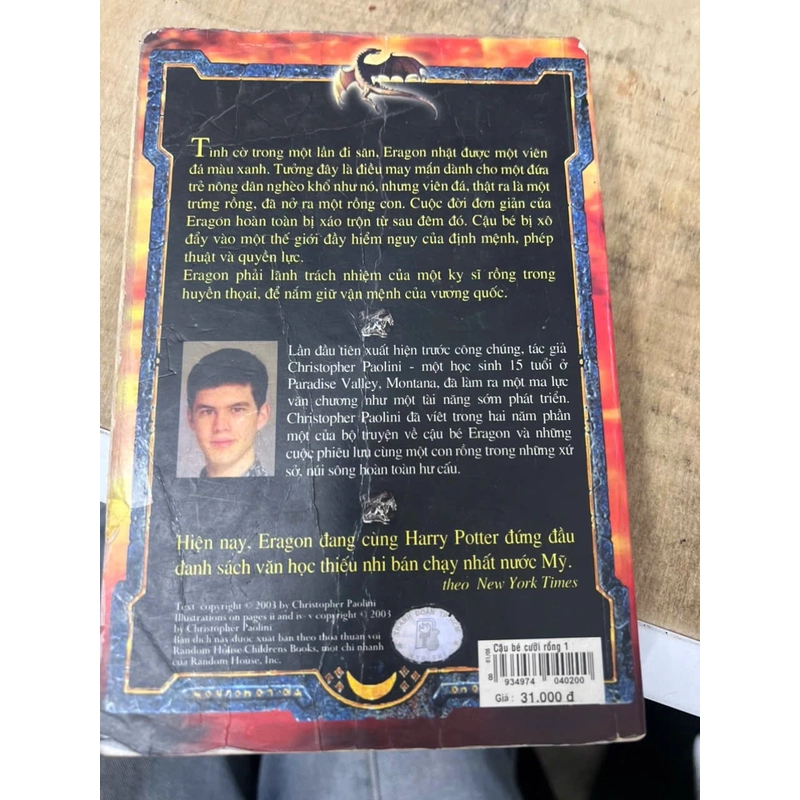 Tình cờ trong một lần đi săn, Eragon nhặt được một viên
đá màu xanh. Tưởng đây là điều may mắn dành cho một đứa
trẻ nông dân nghèo khổ như nó, nhưng viên đá, thật ra là một
trứng rồng, đã nở ra một rồng con. Cuộc đời đơn giản của
Eragon hoàn toàn bị xáo trộn từ sau đêm đó. Cậu bé bị xô
đẩy vào một thế giới đầy hiểm nguy của định mệnh, phép
thuật và quyền lực.
Eragon phải lãnh trách nhiệm của một kỵ sĩ rồng trong
huyền thọai, để nắm giữ vận mệnh của vương quốc.
Lần đầu tiên xuất hiện trước công chúng, tác giả
Christopher Paolini - một học sinh 15 tuổi ở
Paradise Valley, Montana, đã làm ra một ma lực
văn chương như một tài năng sớm phát triển.
Christopher Paolini đã viết trong hai năm phần
một của bộ truyện về cậu bé Eragon và những
cuộc phiêu lưu cùng một con rồng trong những xứ
sở, núi sông hoàn toàn hư cấu.
Hiện nay, Eragon đang cùng Harry Potter đứng đầu
danh sách văn học thiếu nhi bán chạy nhất nước Mỹ.
theo New York Times
Text copyright © 2003 by Christopher Paolini
Illustrations on pages ii and iv-v copyright © 2003
by Christopher Paolini
Bản dịch này được xuất bản theo thỏa thuận với
Random House Childrens Books, một chi nhánh
của Random House, Inc.
Cậu bé cưỡi rồng 1
8 934974 040200
Giá : 31.000 đ